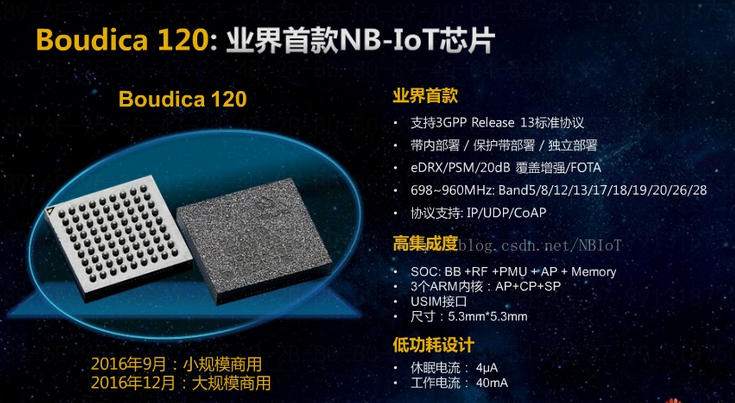 Boudica 120: 业界首款NB-IoT芯片
Boudica 120
2016年9月：小规模商用
2016年12月：大规模商用
业界首款
• 支持3GPP Release 13标准协议
• 带内部署 / 保护带部署 / 独立部署
• eDRX/PSM/20dB 覆盖增强/FOTA
• 698~960MHz: Band5/8/12/13/17/18/19/20/26/28
• 协议支持: IP/UDP/CoAP
blog.csdn.net/NBIoT
高集成度
• SOC: BB +RF +PMU + AP + Memory
• 3个ARM内核：AP+CP+SP
• USIM接口
• 尺寸：5.3mm*5.3mm
低功耗设计
• 休眠电流： 4μA
• 工作电流： 40mA